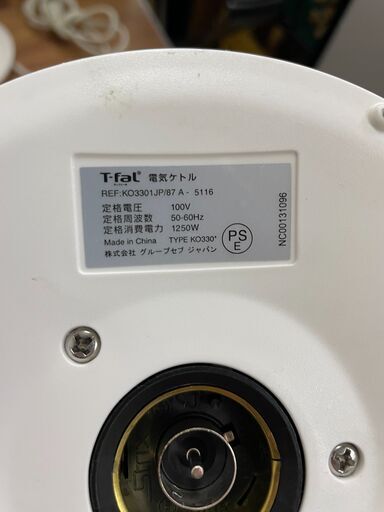 T-fal 電気ケトル
REF:KO3301JP/87 A - 5116
定格電圧 100V
定格周波数 50-60Hz
定格消費電力 1250W
Made in China TYPE KO330*
株式会社 グループセブ ジャパン
PS
E
NC00131096